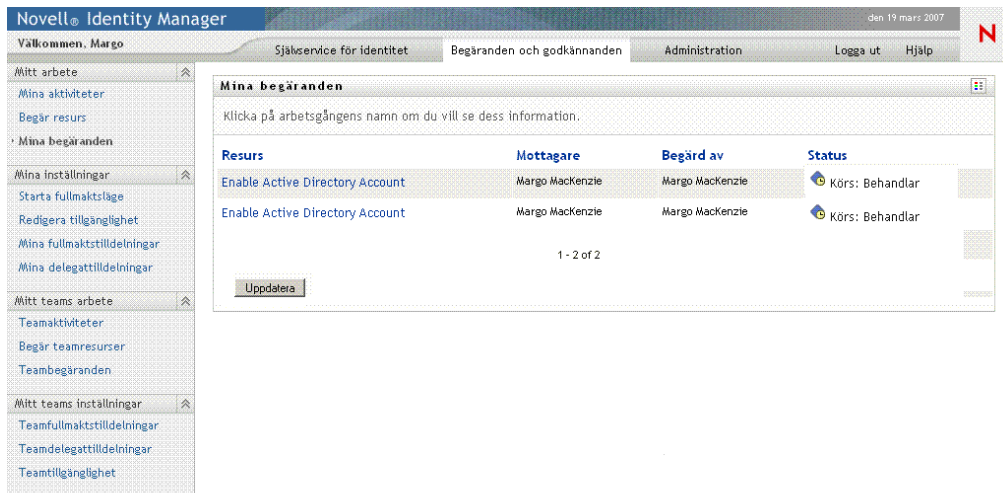 Novell® Identity Manager
den 19 mars 2007
N
Välkommen, Margo
Självservice för identitet
Begäranden och godkännanden
Administration
Logga ut
Hjälp
Mitt arbete
Mina aktiviteter
Begär resurs
Mina begäranden
Mina inställningar
Starta fullmaktsläge
Redigera tillgänglighet
Mina fullmaktstilldelningar
Mina delegattilldelningar
Mitt teams arbete
Teamaktiviteter
Begär teamresurser
Teambegäranden
Mitt teams inställningar
Teamfullmaktstilldelningar
Teamdelegattilldelningar
Teamtillgänglighet
Mina begäranden
Klicka på arbetsgångens namn om du vill se dess information.
Resurs Mottagare Begärd av Status
Enable Active Directory Account Margo MacKenzie Margo MacKenzie Körs: Behandlar
Enable Active Directory Account Margo MacKenzie Margo MacKenzie Körs: Behandlar
1 - 2 of 2
Uppdatera